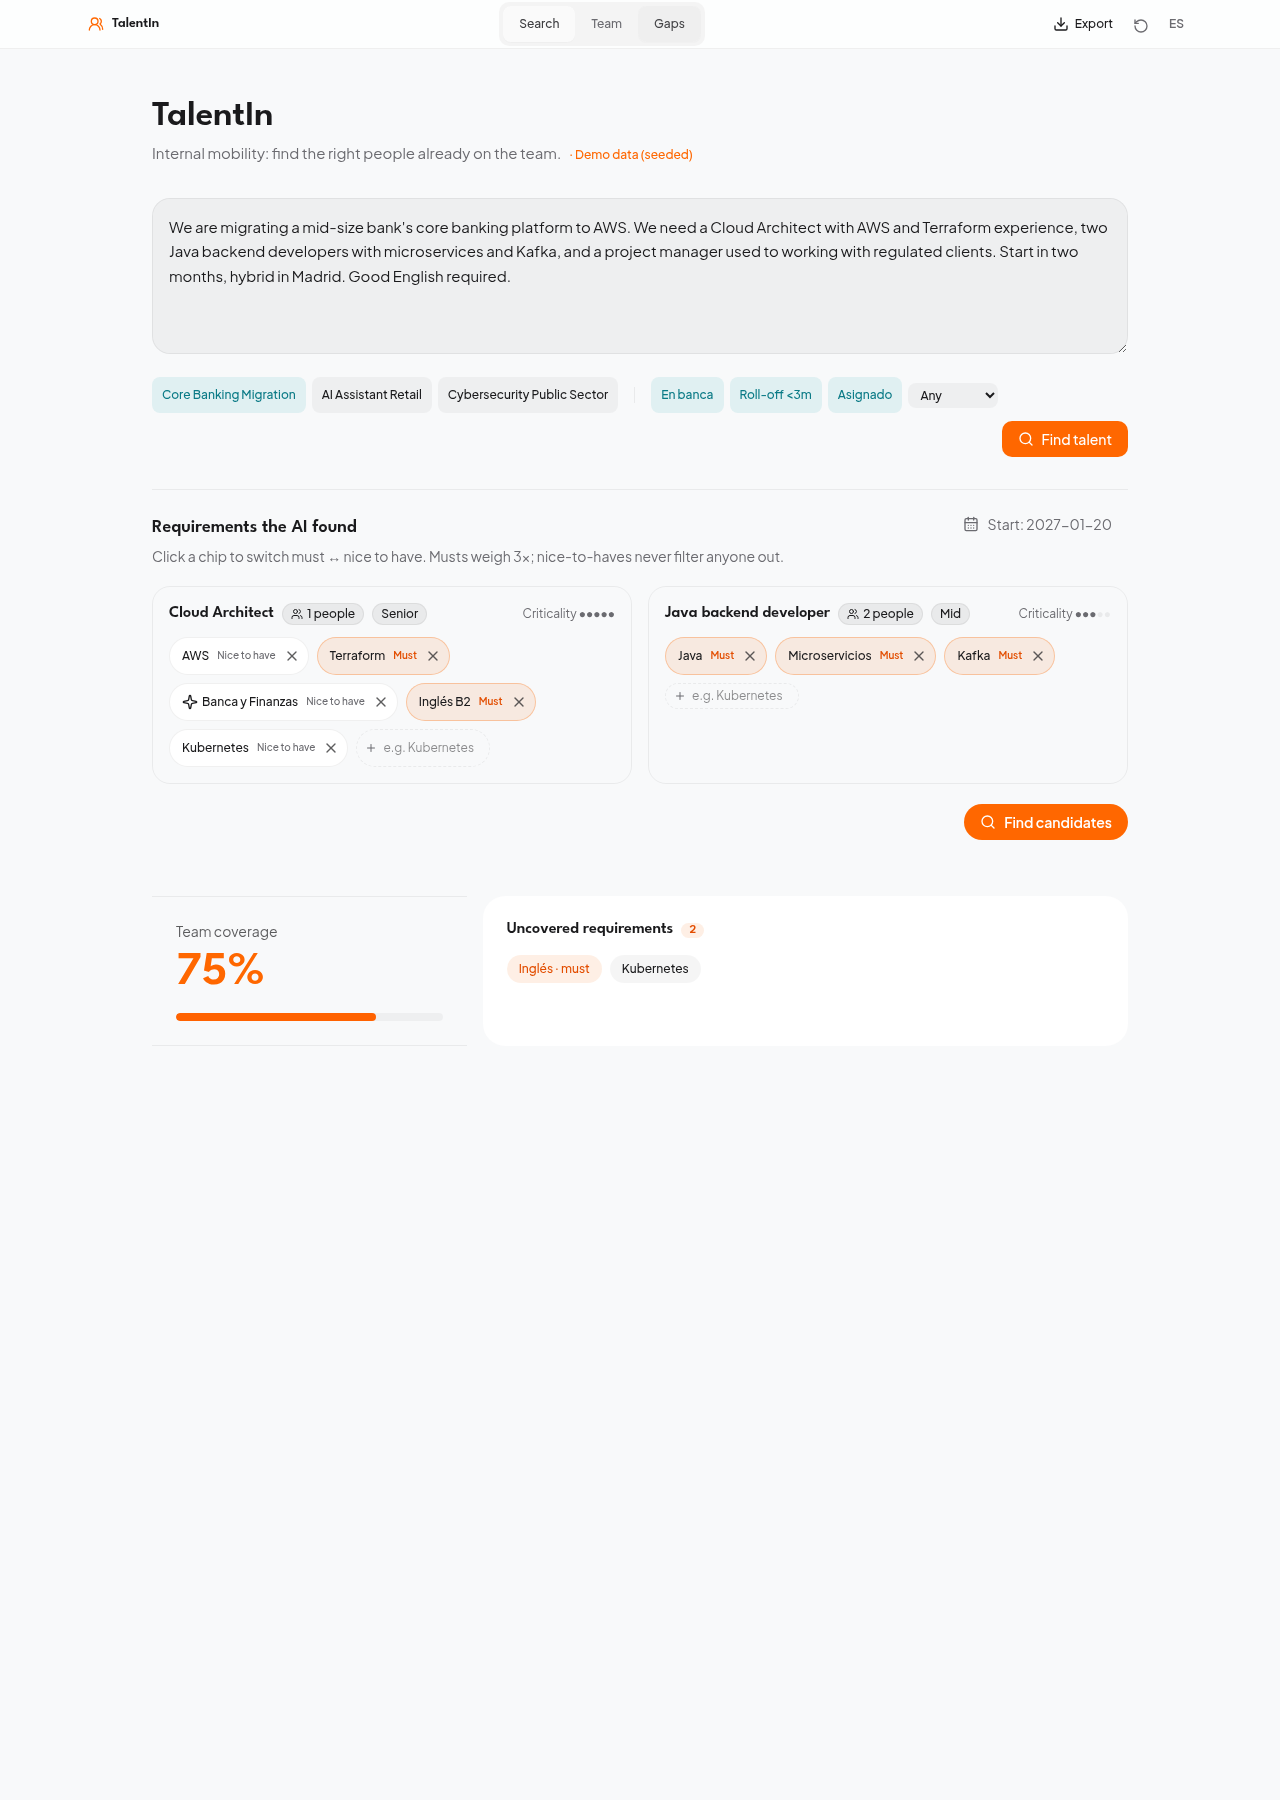 TalentIn
Search
Team
Gaps
Export
ES
TalentIn
Internal mobility: find the right people already on the team. · Demo data (seeded)
We are migrating a mid-size bank's core banking platform to AWS. We need a Cloud Architect with AWS and Terraform experience, two
Java backend developers with microservices and Kafka, and a project manager used to working with regulated clients. Start in two
months, hybrid in Madrid. Good English required.
Core Banking Migration
AI Assistant Retail
Cybersecurity Public Sector
En banca
Roll-off <3m
Asignado
Any
Find talent
Requirements the AI found
Start: 2027-01-20
Click a chip to switch must ↔ nice to have. Musts weigh 3×; nice-to-haves never filter anyone out.
Cloud Architect
1 people
Senior
Criticality ●●●●●
AWS Nice to have
Terraform Must
Banca y Finanzas Nice to have
Inglés B2 Must
Kubernetes Nice to have
e.g. Kubernetes
Java backend developer
2 people
Mid
Criticality ●●●●●
Java Must
Microservicios Must
Kafka Must
e.g. Kubernetes
Find candidates
Team coverage
75%
Uncovered requirements 2
Inglés · must
Kubernetes